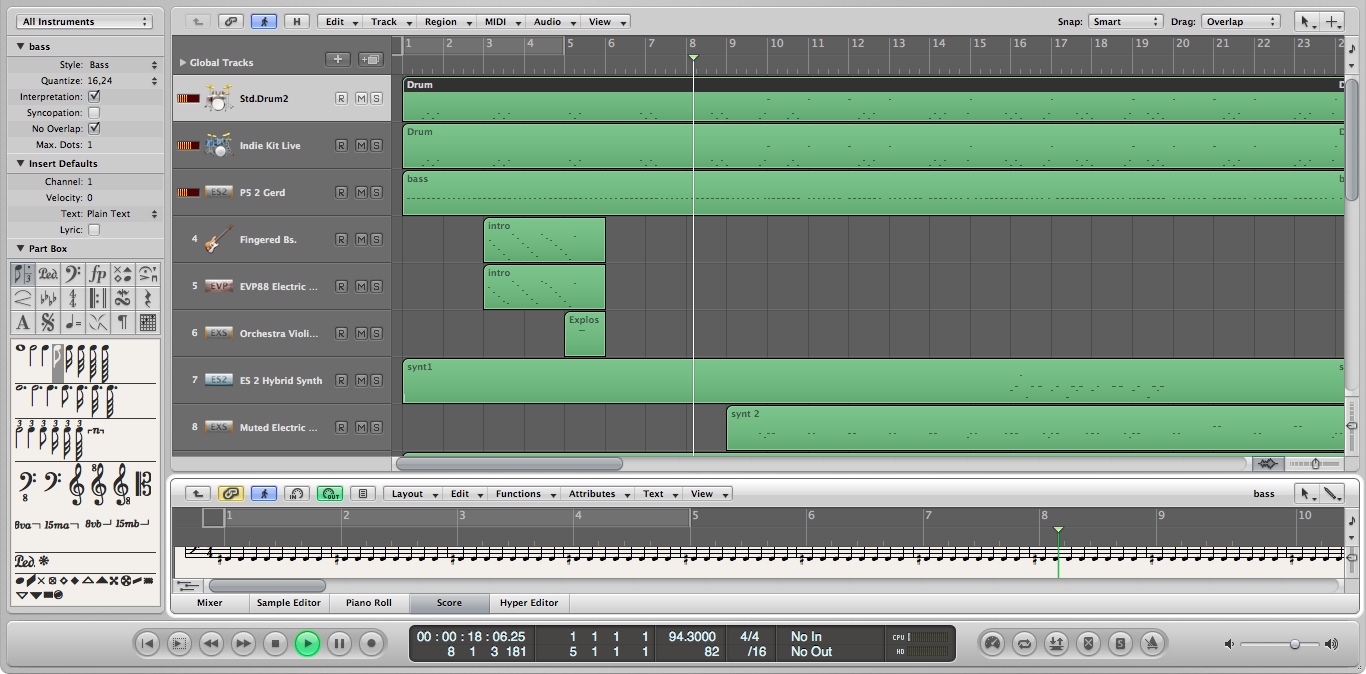 All Instruments
H Edit Track Region MIDI Audio View
Snap: Smart Drag: Overlap
bass
Style: Bass
Quantize: 16,24
Interpretation:
Syncopation:
No Overlap:
Max. Dots: 1
Insert Defaults
Channel: 1
Velocity: 0
Text: Plain Text
Lyric:
Part Box
fp
A
8va 15ma 8vb 15mb
Global Tracks
1 2 3 4 5 6 7 8 9 10 11 12 13 14 15 16 17 18 19 20 21 22 23
Std.Drum2 R M S
Drum
Indie Kit Live R M S
Drum
ES2 P5 2 Gerd R M S
bass
4 Fingered Bs. R M S
intro
5 EVP EVP88 Electric ... R M S
intro
6 EXS Orchestra Violi... R M S
Explos
7 ES2 ES 2 Hybrid Synth R M S
synt1
8 EXS Muted Electric ... R M S
synt 2
IN OUT Layout Edit Functions Attributes Text View
bass
1 2 3 4 5 6 7 8 9 10
Mixer Sample Editor Piano Roll Score Hyper Editor
00 : 00 : 18 : 06.25 1 1 1 1 94.3000 4/4 No In CPU
8 1 3 181 5 1 1 1 82 /16 No Out HD